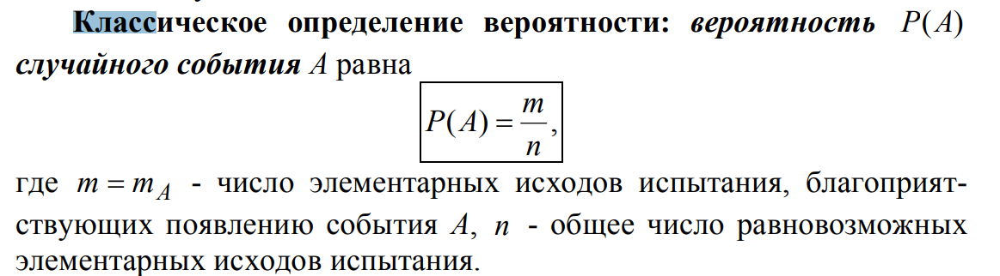 Классическое определение вероятности: вероятность P(A)
случайного события A равна
P(A) = m/n,
где m = m_A - число элементарных исходов испытания, благоприят-
ствующих появлению события A, n - общее число равновозможных
элементарных исходов испытания.